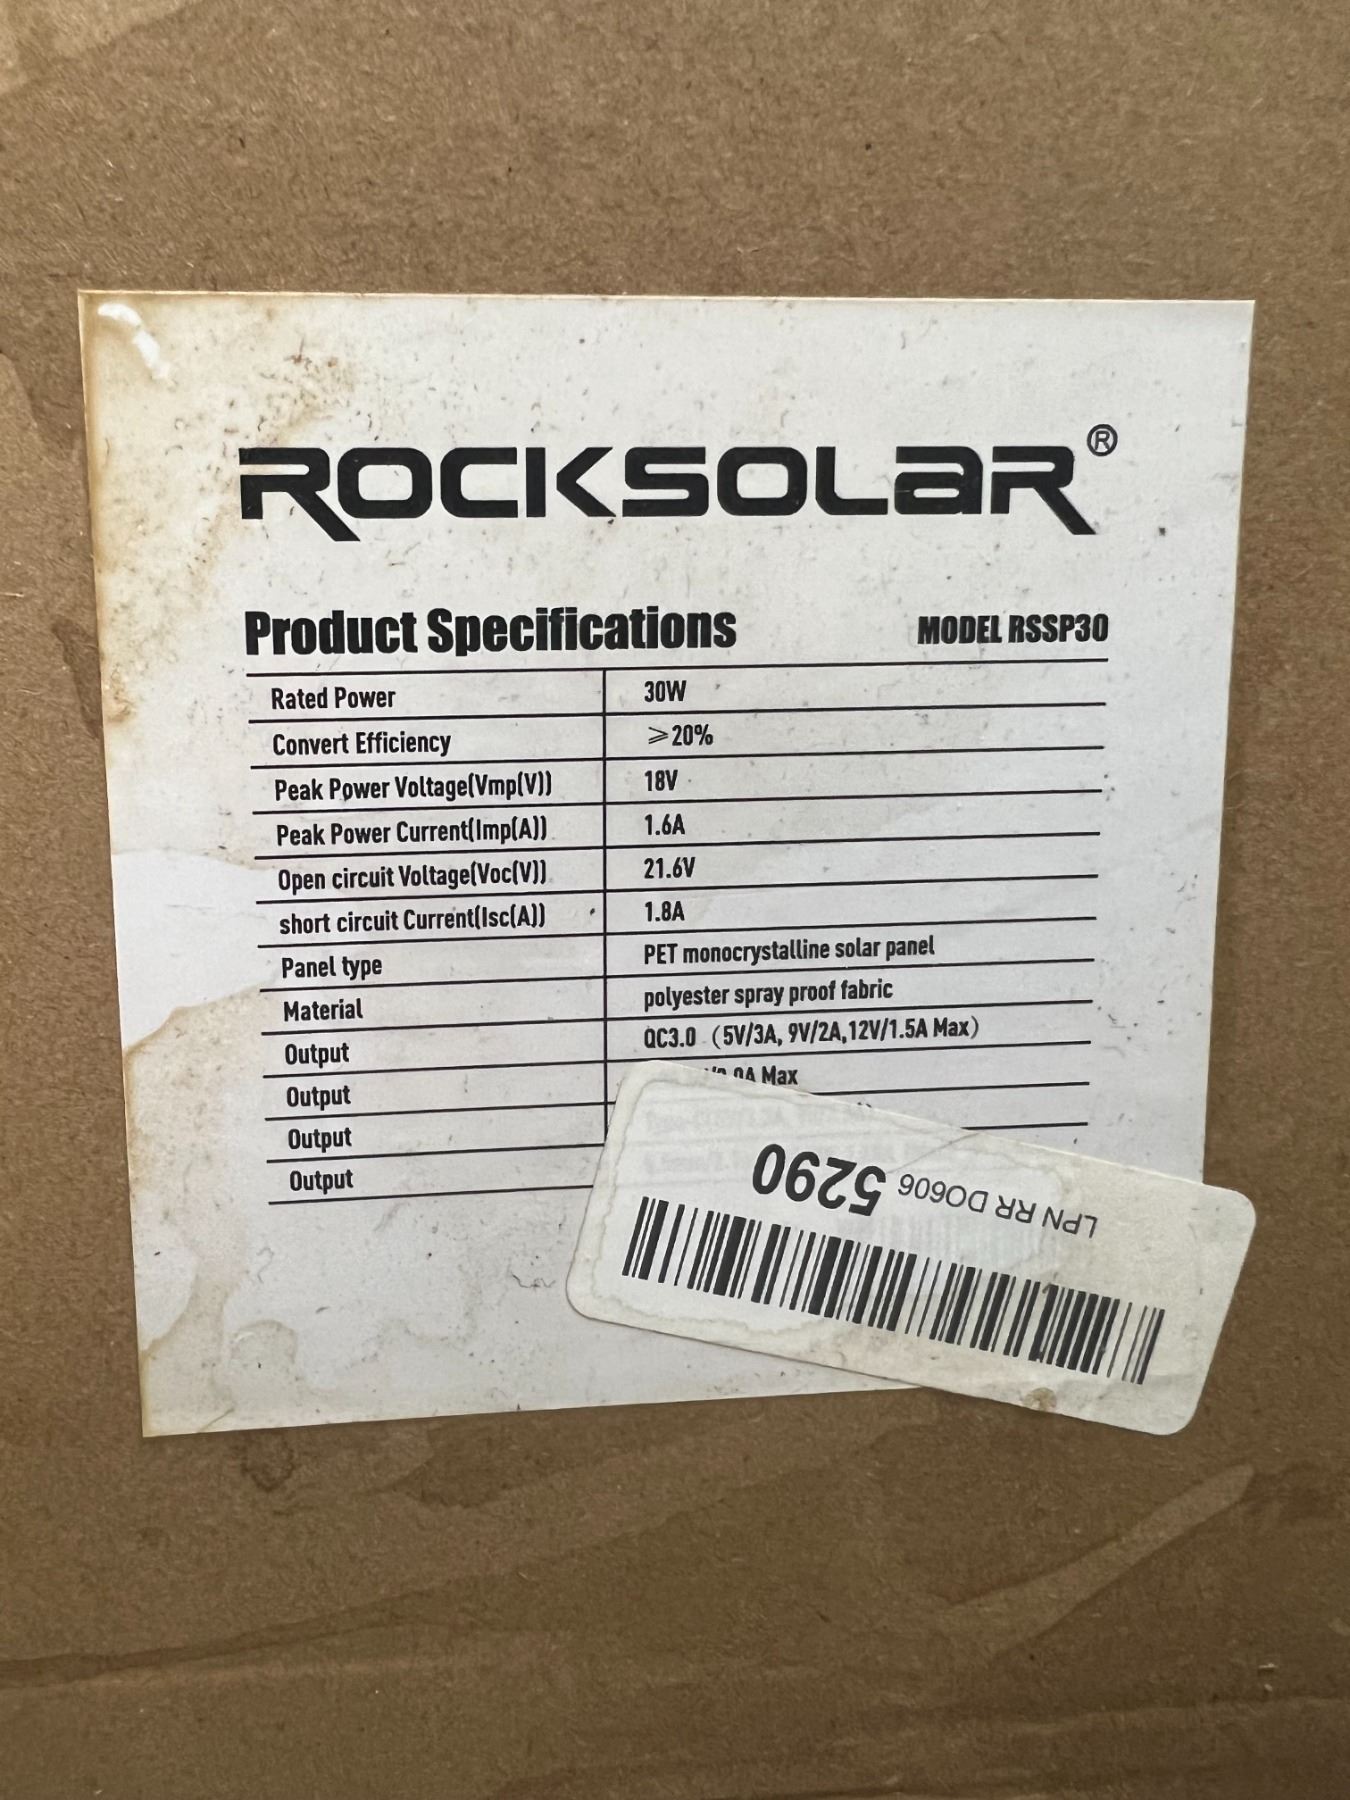 ROCKSOLAR®
Product Specifications MODEL RSSP30
Rated Power 30W
Convert Efficiency ⩾20%
Peak Power Voltage(Vmp(V)) 18V
Peak Power Current(Imp(A)) 1.6A
Open circuit Voltage(Voc(V)) 21.6V
short circuit Current(Isc(A)) 1.8A
Panel type PET monocrystalline solar panel
Material polyester spray proof fabric
Output QC3.0 (5V/3A, 9V/2A,12V/1.5A Max)
Output Max
Output
Output
LPN RR DO606 5290